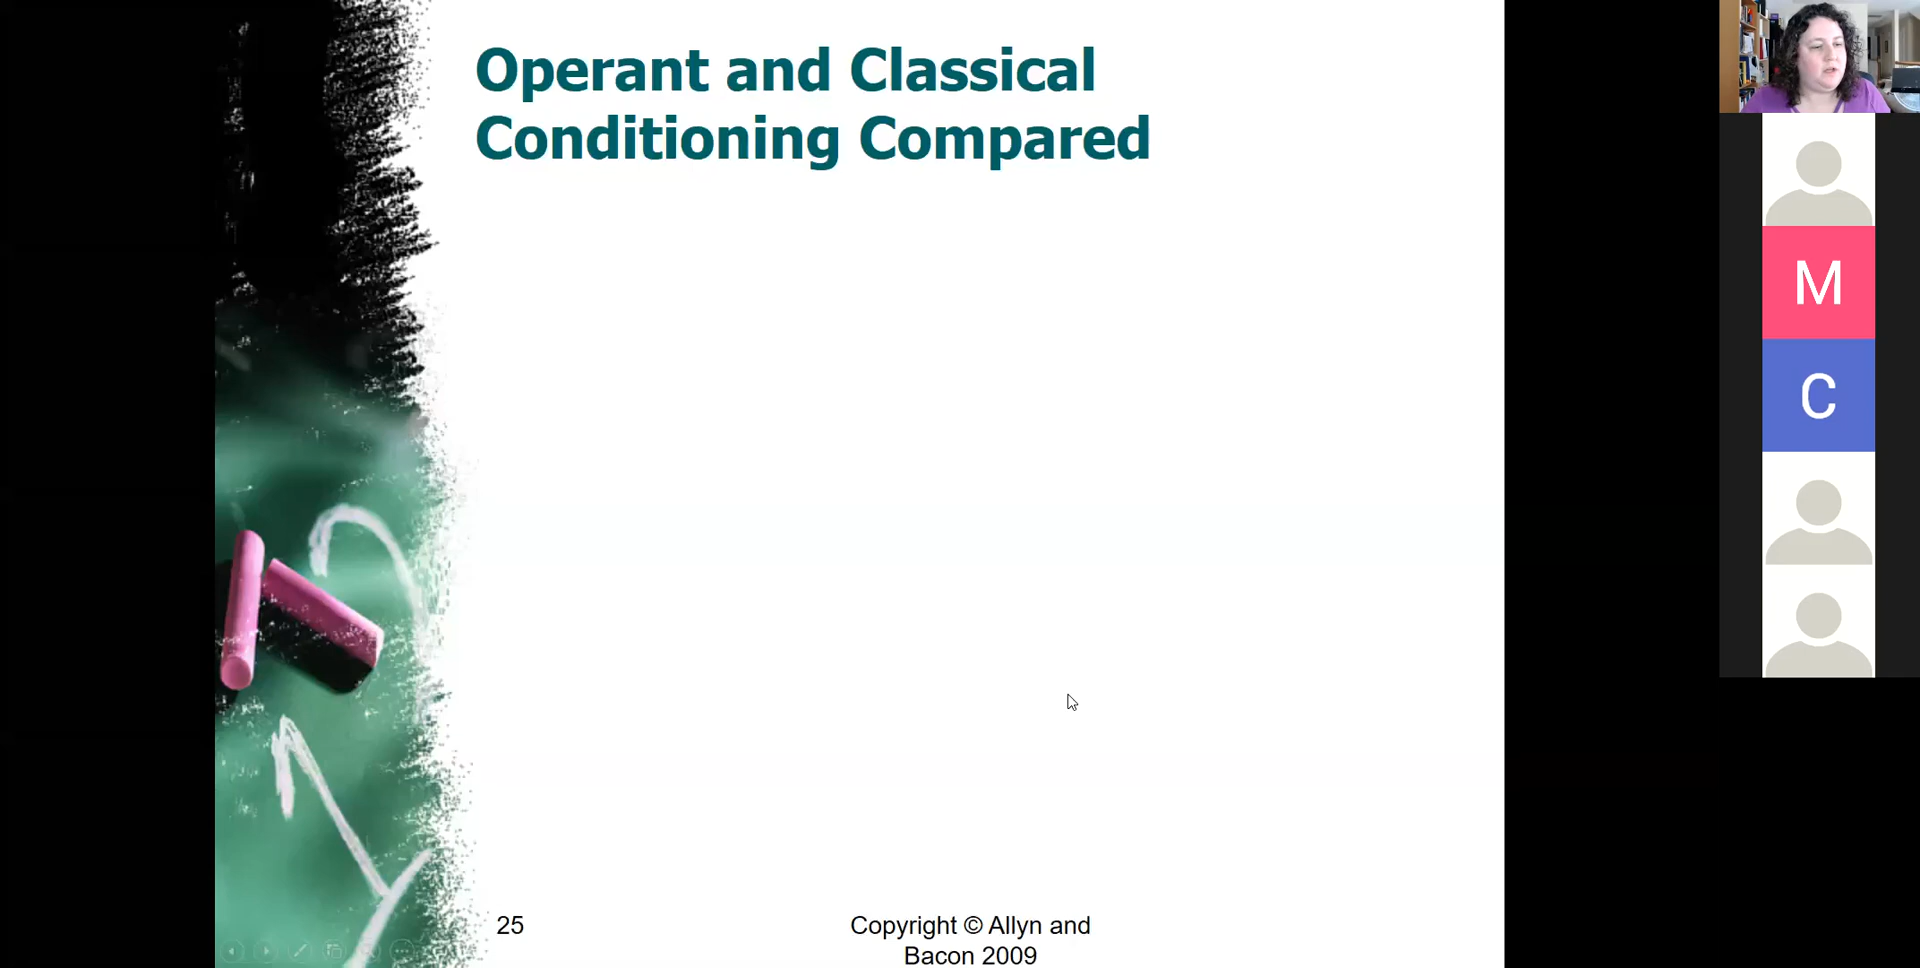 Operant and Classical
Conditioning Compared
M
C
25
Copyright © Allyn and
Bacon 2009